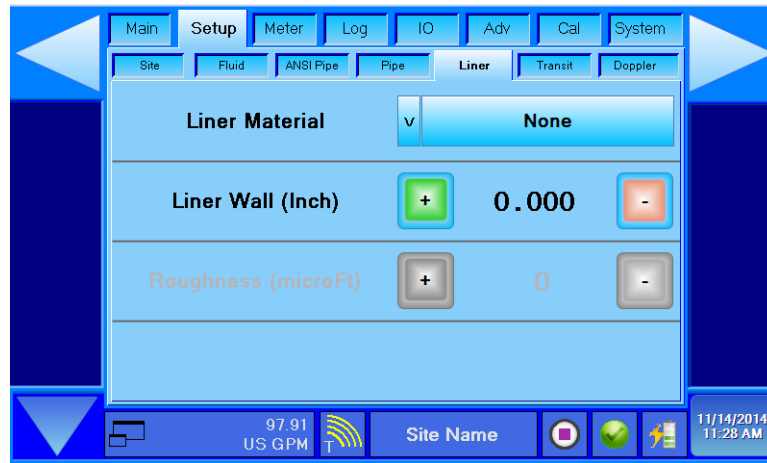 Main Setup Meter Log IO Adv Cal System
Site Fluid ANSI Pipe Pipe Liner Transit Doppler
Liner Material v None
Liner Wall (Inch) + 0.000 -
Roughness (microFt) + 0 -
97.91
US GPM
T
Site Name
11/14/2014
11:28 AM